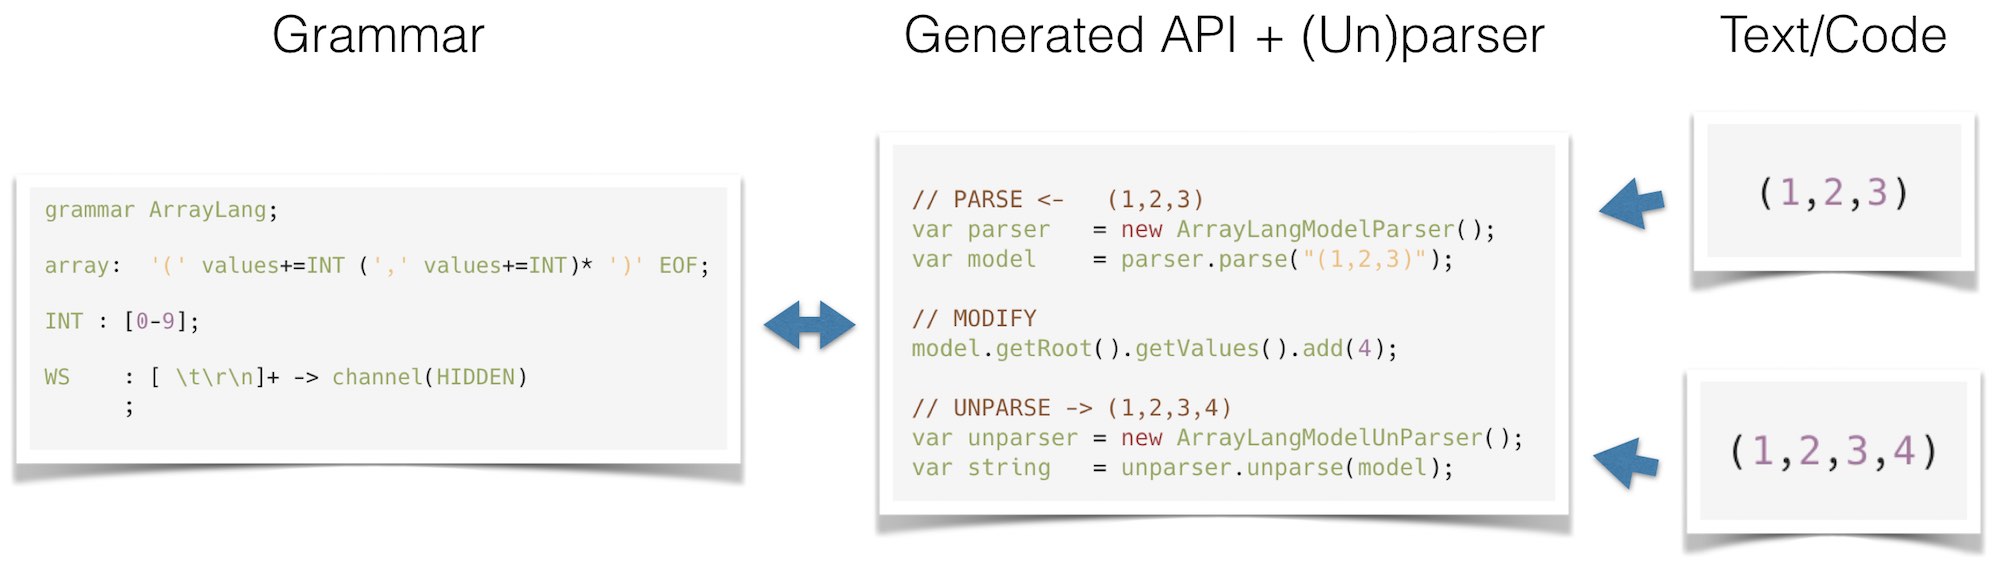 Grammar
Generated API + (Un)parser
Text/Code
grammar ArrayLang;
array:  '(' values+=INT (',' values+=INT)* ')' EOF;
INT : [0-9];
WS    : [ \t\r\n]+ -> channel(HIDDEN)
      ;
// PARSE <-   (1,2,3)
var parser   = new ArrayLangModelParser();
var model    = parser.parse("(1,2,3)");
// MODIFY
model.getRoot().getValues().add(4);
// UNPARSE -> (1,2,3,4)
var unparser = new ArrayLangModelUnParser();
var string   = unparser.unparse(model);
(1,2,3)
(1,2,3,4)